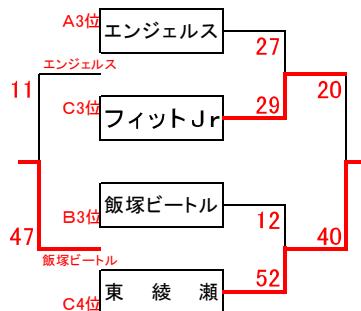 A3位 エンジェルス 27
エンジェルス
11 20
C3位 フィットJr 29
B3位 飯塚ビートル 12
47 40
飯塚ビートル
C4位 東 綾 瀬 52